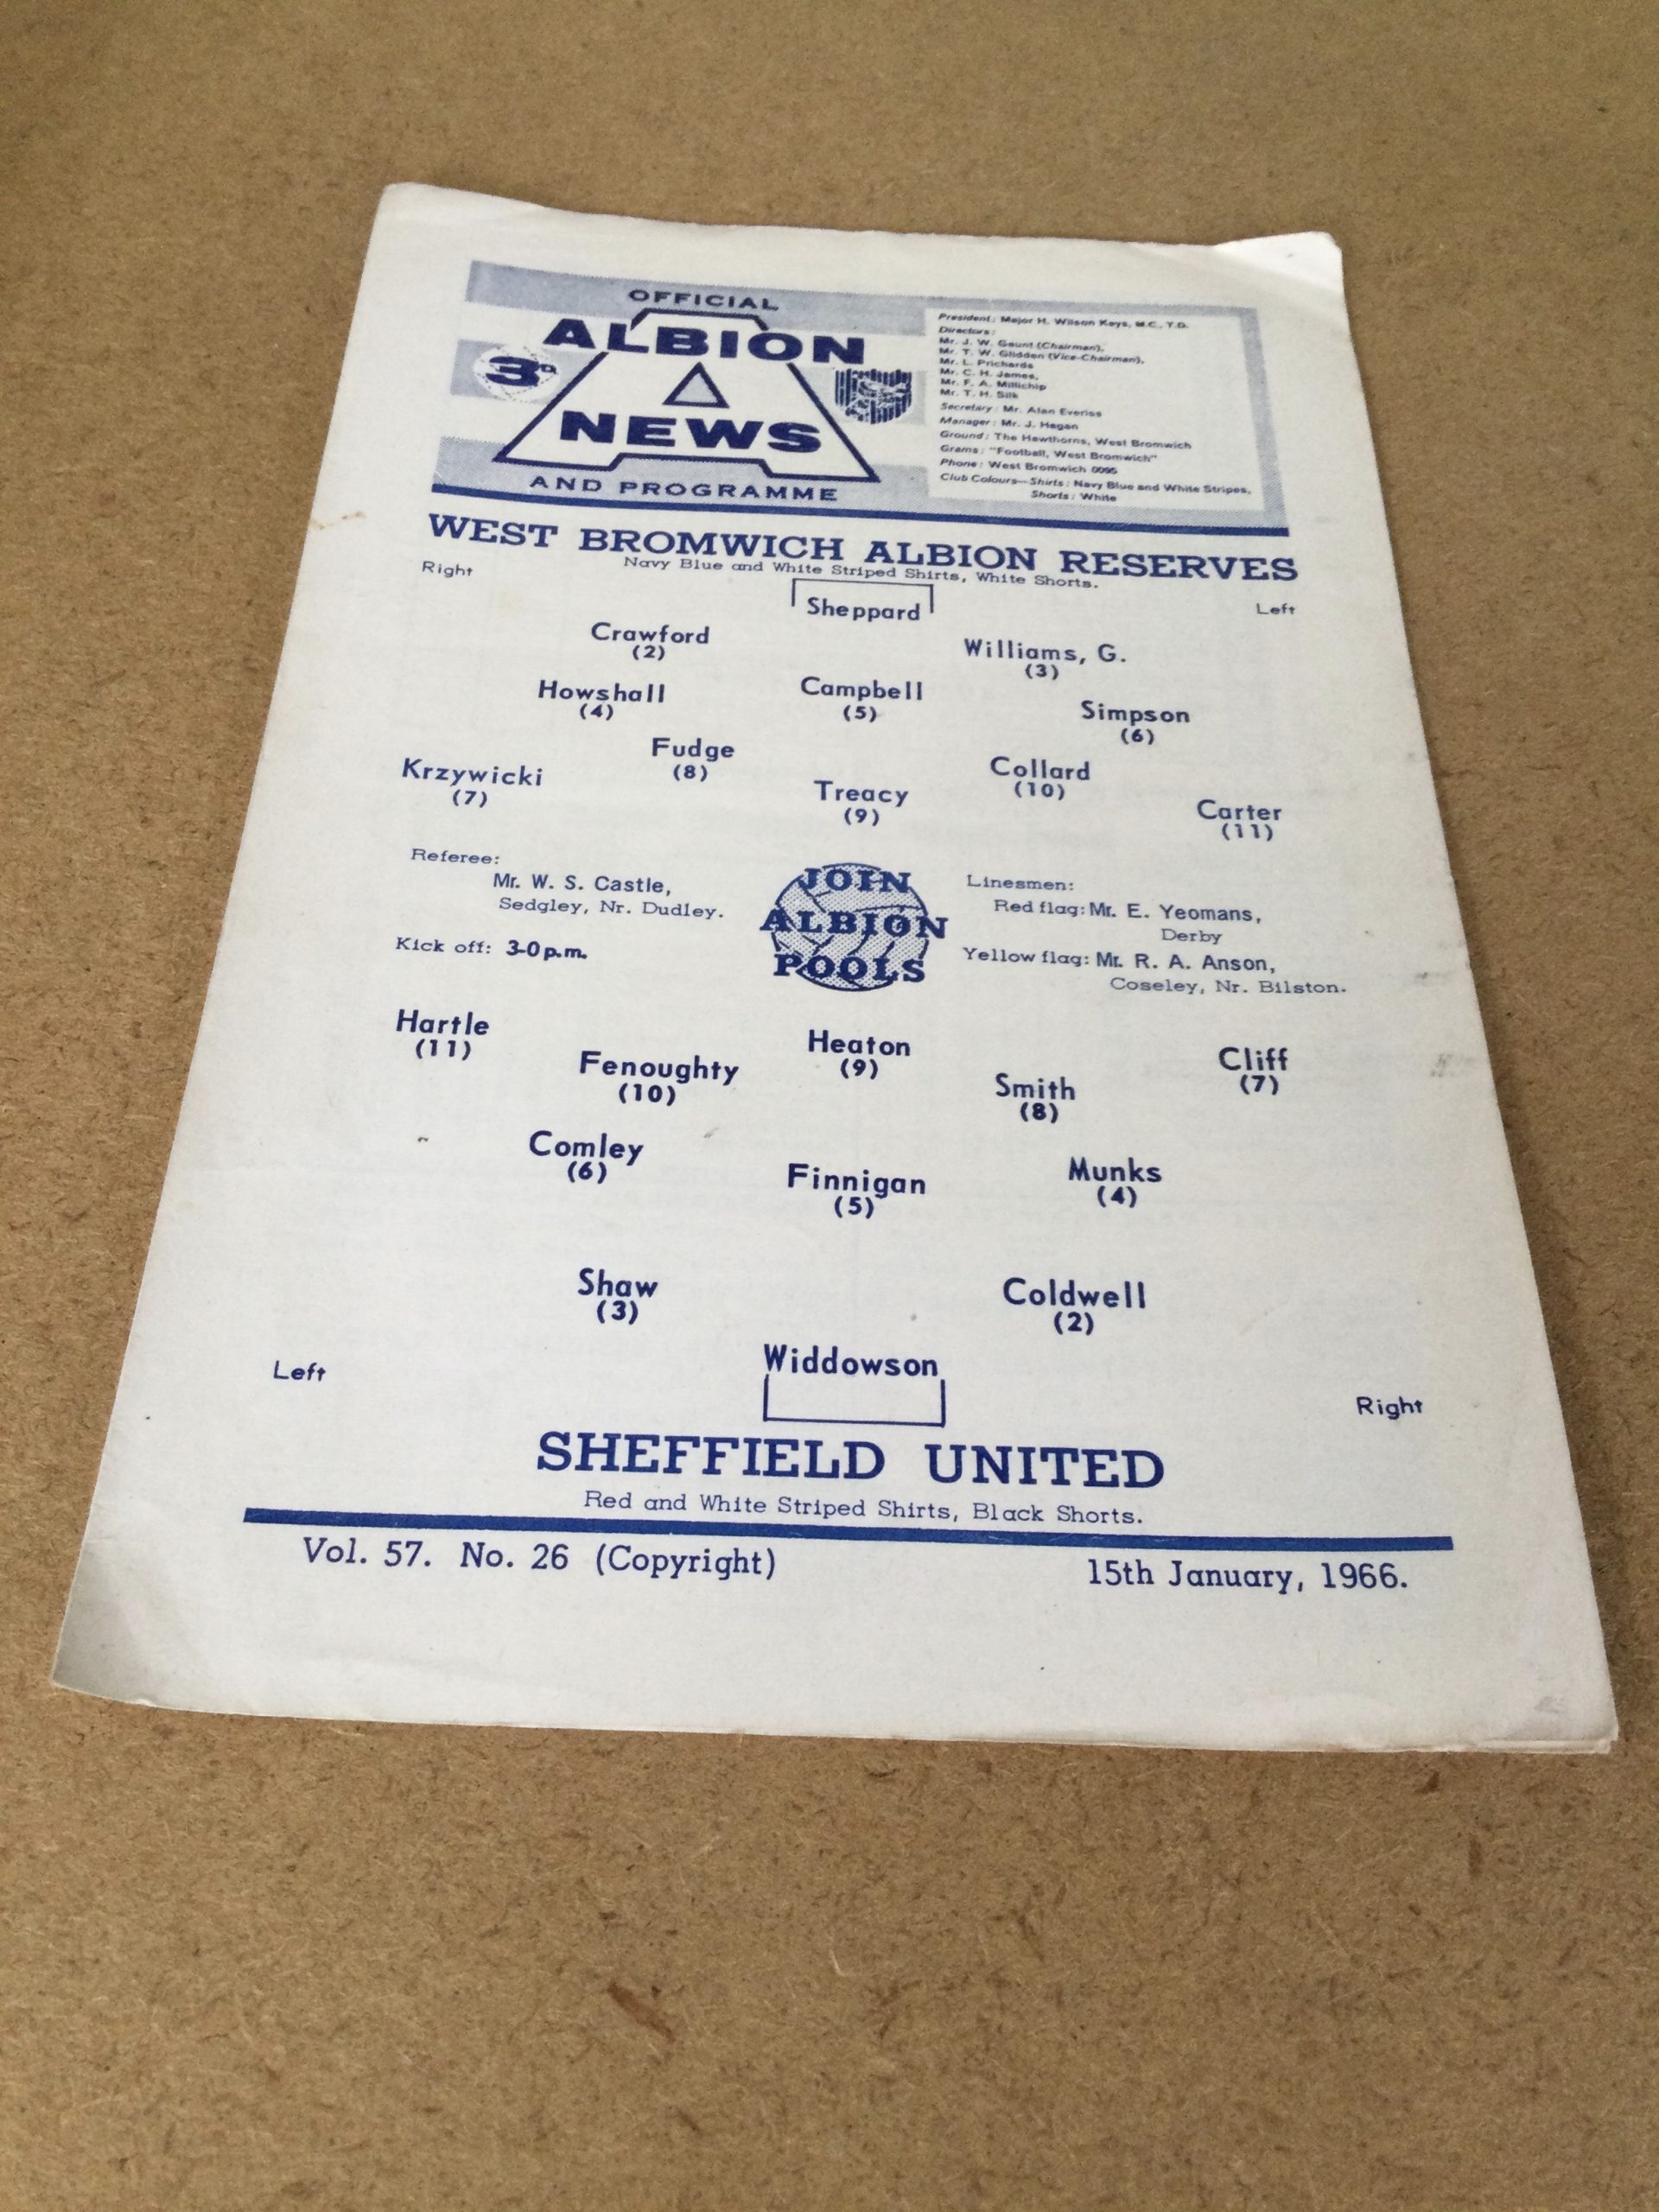 OFFICIAL
ALBION
3D
NEWS
AND PROGRAMME
President: Major H. Wilson Keys, M.C., T.D.
Directors:
Mr. J. W. Gaunt (Chairman),
Mr. T. W. Glidden (Vice-Chairman),
Mr. L. Prichards
Mr. C. H. James,
Mr. F. A. Millichip
Mr. T. H. Silk
Secretary: Mr. Alan Everiss
Manager: Mr. J. Hagan
Ground: The Hawthorns, West Bromwich
Grams: "Football, West Bromwich"
Phone: West Bromwich 0095
Club Colours—Shirts: Navy Blue and White Stripes,
Shorts: White
WEST BROMWICH ALBION RESERVES
Navy Blue and White Striped Shirts, White Shorts.
Right
Left
Sheppard
Crawford
(2)
Williams, G.
(3)
Howshall
(4)
Campbell
(5)
Simpson
(6)
Krzywicki
(7)
Fudge
(8)
Treacy
(9)
Collard
(10)
Carter
(11)
Referee:
Mr. W. S. Castle,
Sedgley, Nr. Dudley.
Kick off: 3-0 p.m.
JOIN
ALBION
POOLS
Linesmen:
Red flag: Mr. E. Yeomans,
Derby
Yellow flag: Mr. R. A. Anson,
Coseley, Nr. Bilston.
Hartle
(11)
Fenoughty
(10)
Heaton
(9)
Smith
(8)
Cliff
(7)
Comley
(6)
Finnigan
(5)
Munks
(4)
Shaw
(3)
Coldwell
(2)
Widdowson
Left
Right
SHEFFIELD UNITED
Red and White Striped Shirts, Black Shorts.
Vol. 57. No. 26 (Copyright)
15th January, 1966.